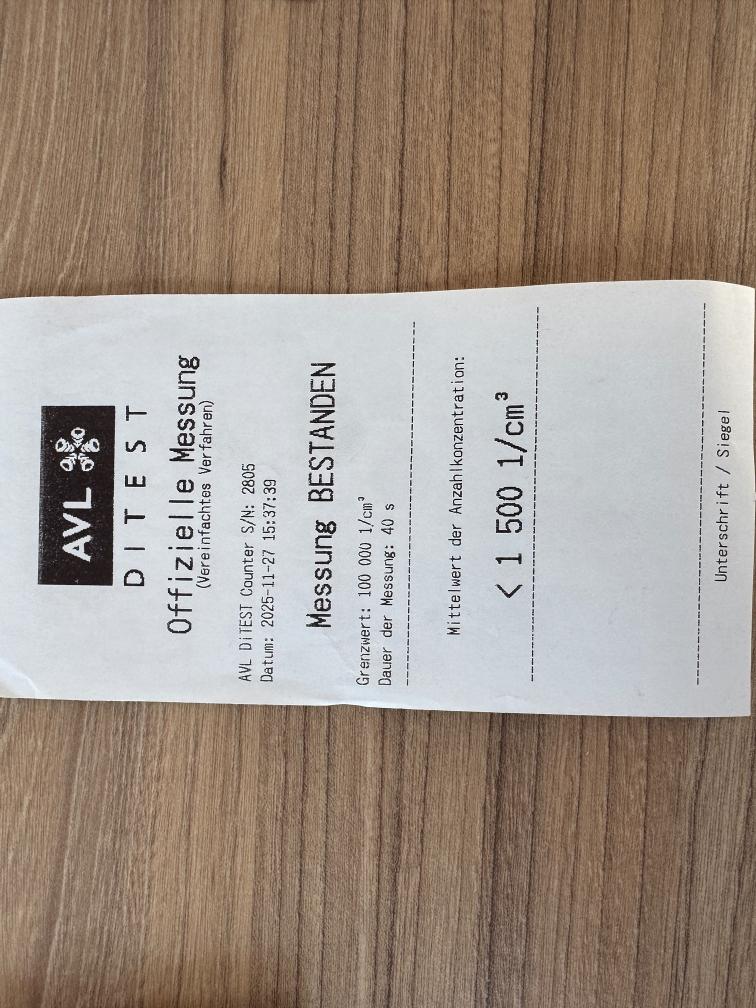 AVL
DITEST
Offizielle Messung
(Vereinfachtes Verfahren)
AVL DiTEST Counter S/N: 2805
Datum: 2025-11-27 15:37:39
Messung BESTANDEN
Grenzwert: 100 000 1/cm³
Dauer der Messung: 40 s
Mittelwert der Anzahlkonzentration:
< 1 500 1/cm³
Unterschrift / Siegel